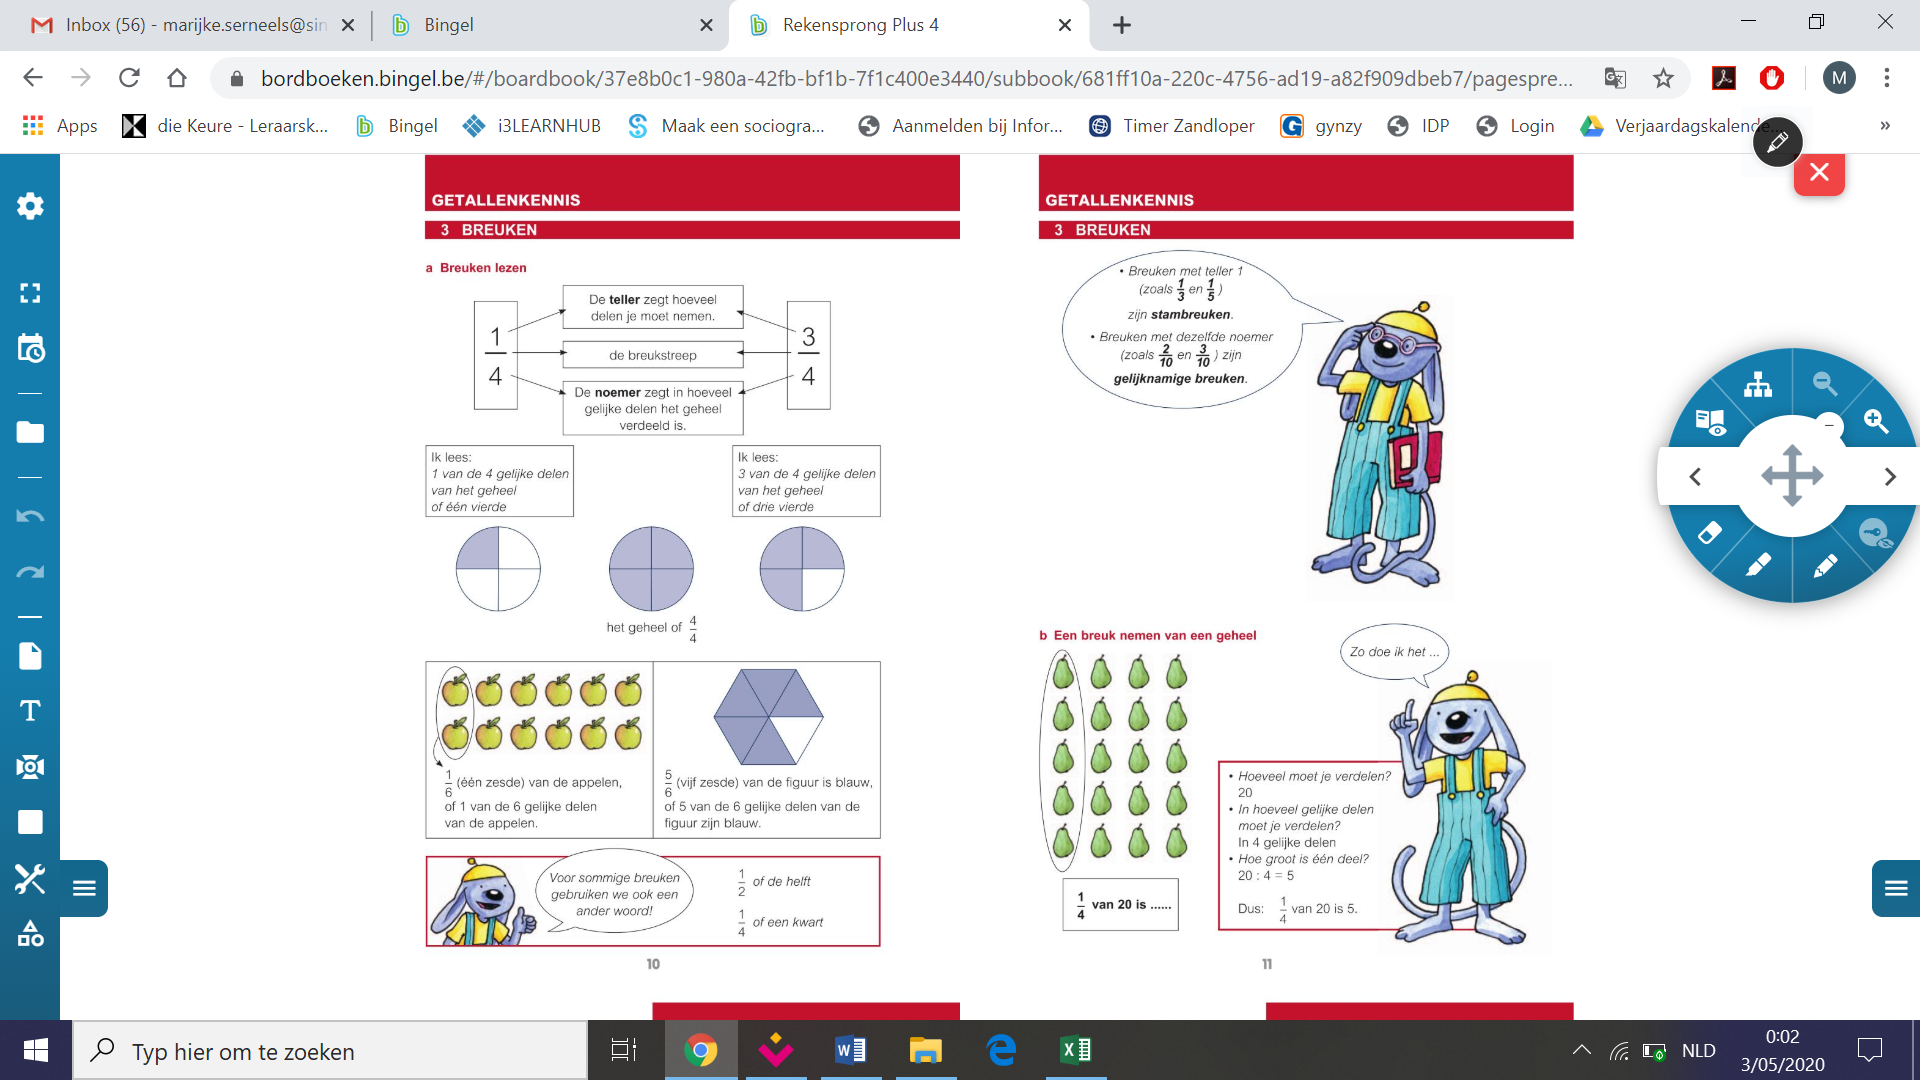 Inbox (56) - marijke.serneels@sin
Bingel
Rekensprong Plus 4
bordboeken.bingel.be/#/boardbook/37e8b0c1-980a-42fb-bf1b-7f1c400e3440/subbook/681ff10a-220c-4756-ad19-a82f909dbeb7/pagespre...
M
Apps
die Keure - Leraarsk...
Bingel
i3LEARNHUB
Maak een sociogra...
Aanmelden bij Infor...
Timer Zandloper
gynzy
IDP
Login
Verjaardagskalende...
GETALLENKENNIS
3 BREUKEN
a Breuken lezen
1/4
De teller zegt hoeveel
delen je moet nemen.
de breukstreep
De noemer zegt in hoeveel
gelijke delen het geheel
verdeeld is.
3/4
Ik lees:
1 van de 4 gelijke delen
van het geheel
of één vierde
Ik lees:
3 van de 4 gelijke delen
van het geheel
of drie vierde
het geheel of 4/4
1/6 (één zesde) van de appelen,
of 1 van de 6 gelijke delen
van de appelen.
5/6 (vijf zesde) van de figuur is blauw,
of 5 van de 6 gelijke delen van de
figuur zijn blauw.
Voor sommige breuken
gebruiken we ook een
ander woord!
1/2 of de helft
1/4 of een kwart
10
GETALLENKENNIS
3 BREUKEN
• Breuken met teller 1
(zoals 1/3 en 1/5)
zijn stambreuken.
• Breuken met dezelfde noemer
(zoals 2/10 en 3/10) zijn
gelijknamige breuken.
b Een breuk nemen van een geheel
Zo doe ik het ...
1/4 van 20 is ......
• Hoeveel moet je verdelen?
20
• In hoeveel gelijke delen
moet je verdelen?
In 4 gelijke delen
• Hoe groot is één deel?
20 : 4 = 5
Dus: 1/4 van 20 is 5.
11
Typ hier om te zoeken
NLD
0:02
3/05/2020